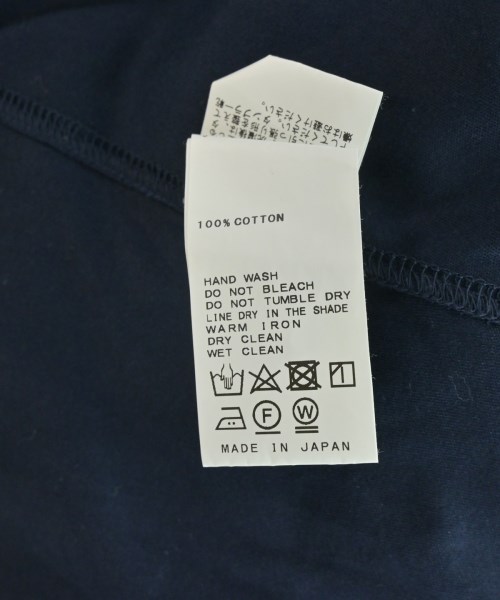 100% COTTON
HAND WASH
DO NOT BLEACH
DO NOT TUMBLE DRY
LINE DRY IN THE SHADE
WARM IRON
DRY CLEAN
WET CLEAN
F W
MADE IN JAPAN